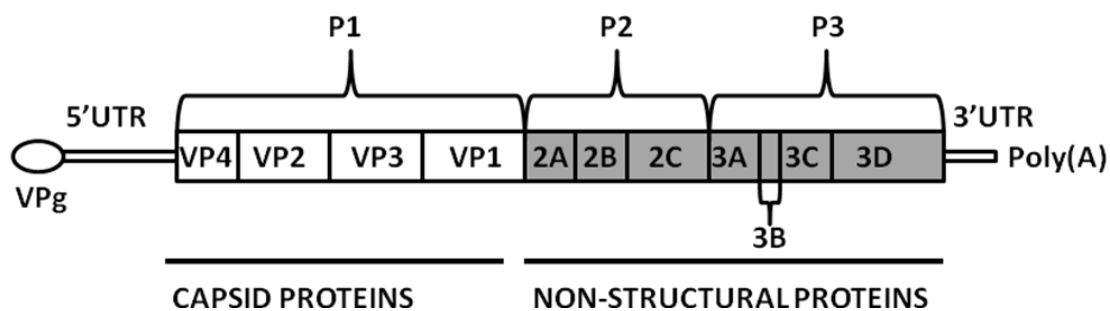 P1 P2 P3
5'UTR 3'UTR
VP4 VP2 VP3 VP1 2A 2B 2C 3A 3C 3D Poly(A)
VPg
3B
CAPSID PROTEINS NON-STRUCTURAL PROTEINS